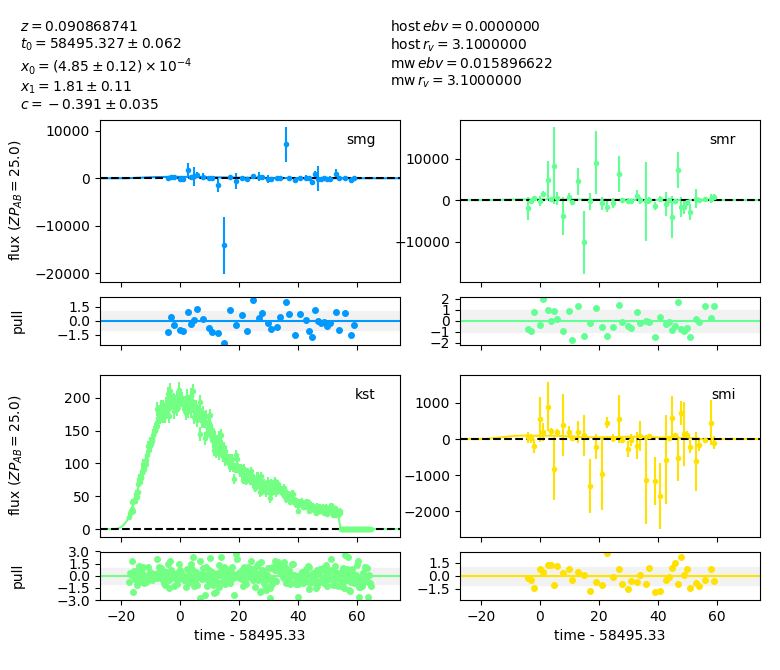 z = 0.090868741
t₀ = 58495.327 ± 0.062
x₀ = (4.85 ± 0.12) × 10⁻⁴
x₁ = 1.81 ± 0.11
c = −0.391 ± 0.035
host ebv = 0.0000000
host r_v = 3.1000000
mw ebv = 0.015896622
mw r_v = 3.1000000
flux (ZP_AB = 25.0)
10000
0
−10000
−20000
smg
10000
0
−10000
smr
pull
1.5
0.0
−1.5
2
1
0
−1
−2
flux (ZP_AB = 25.0)
200
150
100
50
0
kst
1000
0
−1000
−2000
smi
pull
3.0
1.5
0.0
−1.5
−3.0
1.5
0.0
−1.5
−20 0 20 40 60
time - 58495.33
−20 0 20 40 60
time - 58495.33